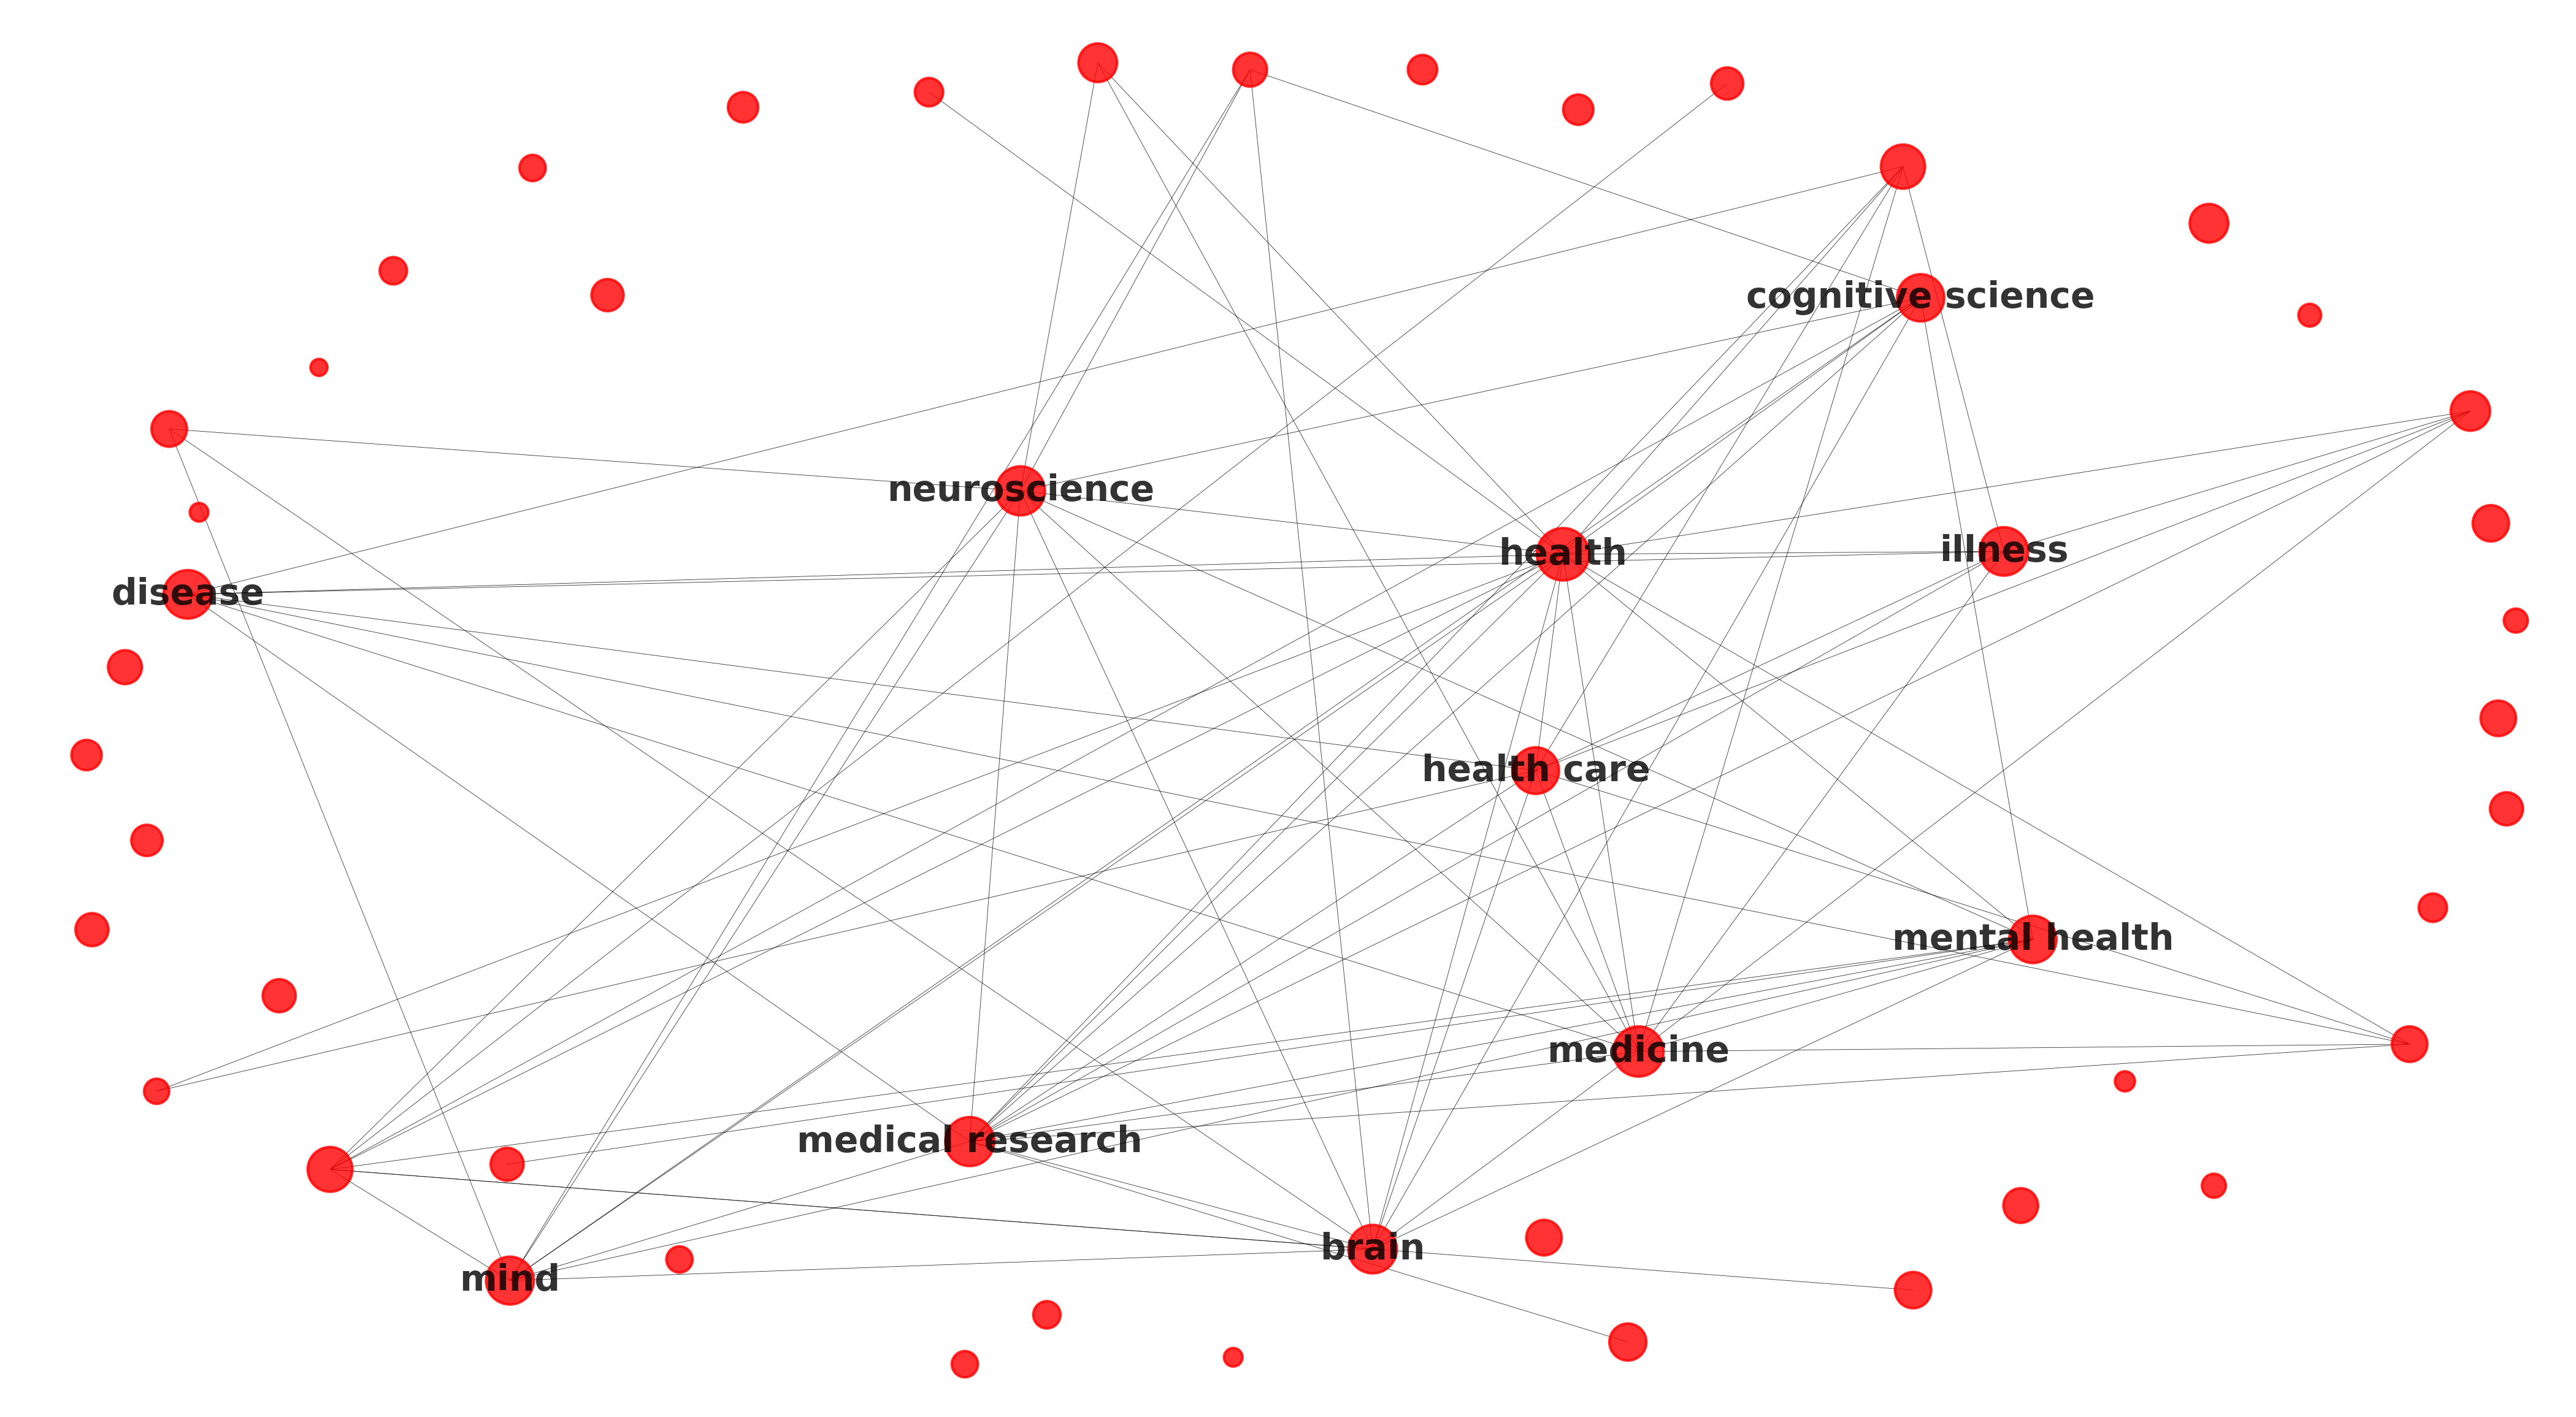 cognitive science
neuroscience
health
illness
disease
health care
mental health
medicine
medical research
brain
mind